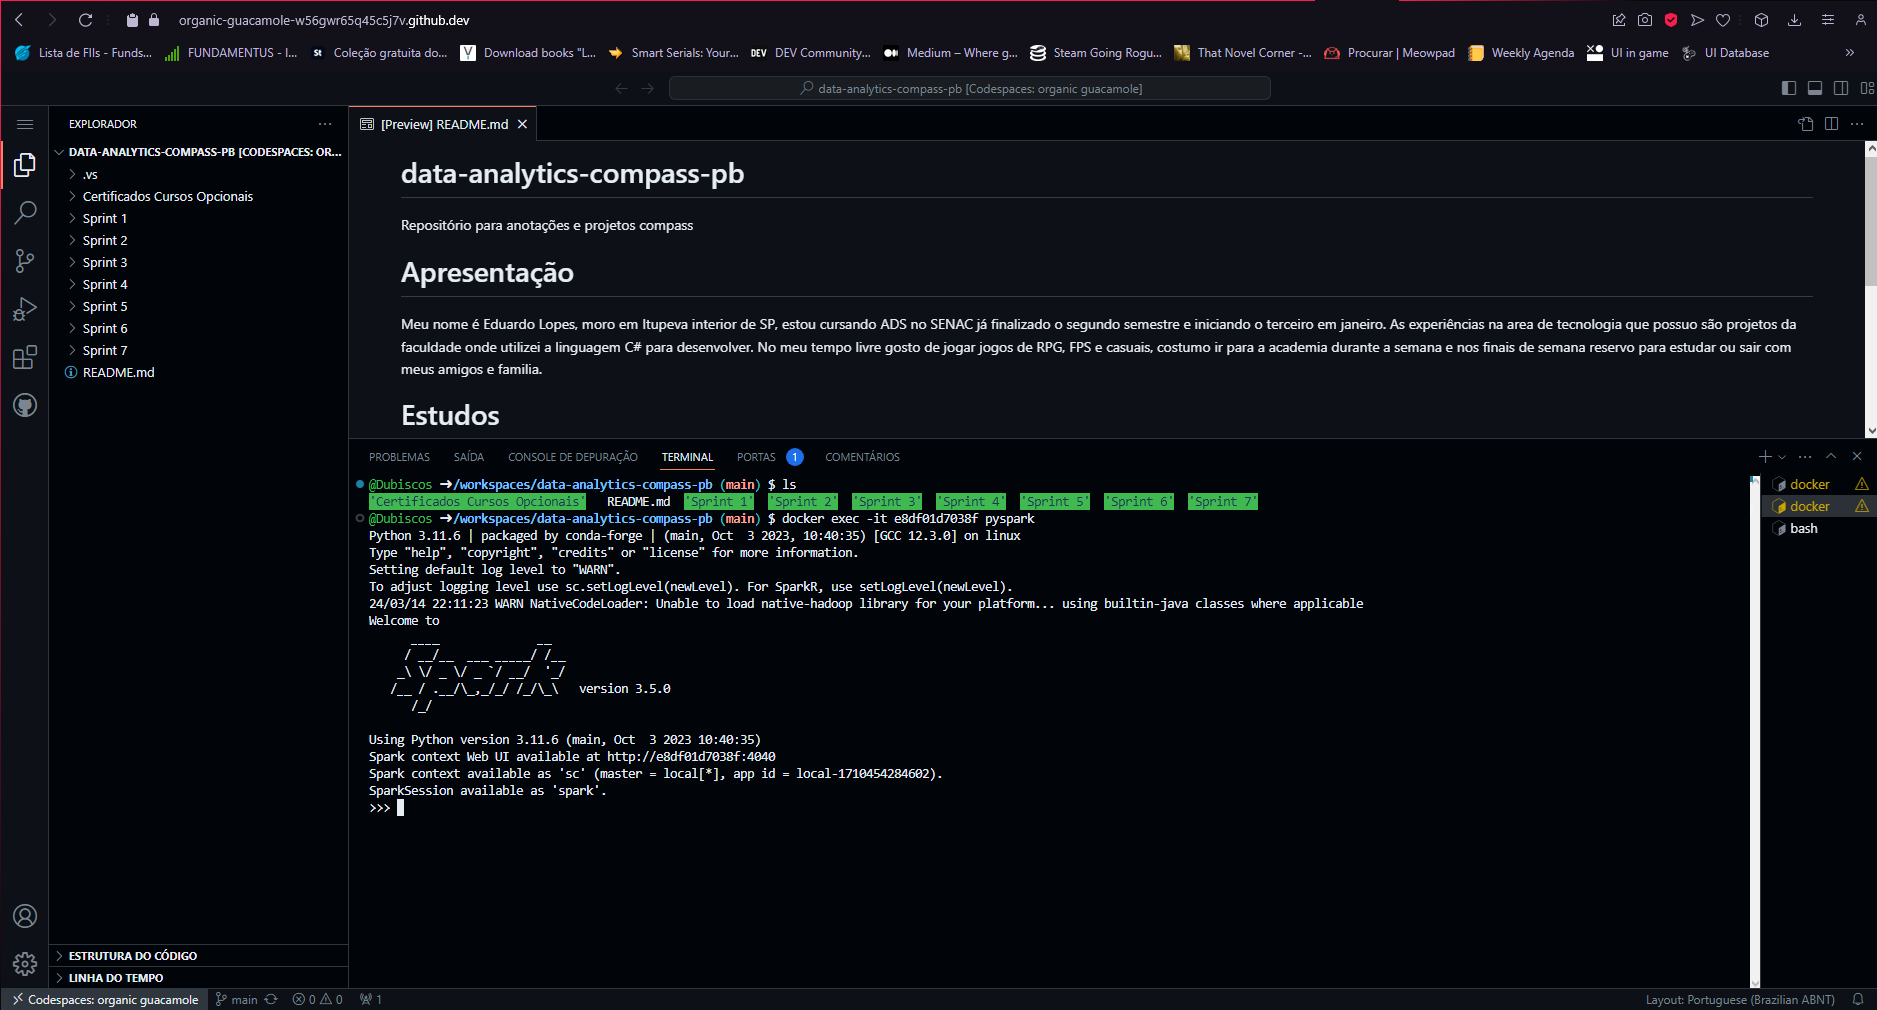 organic-guacamole-w56gwr65q45c5j7v.github.dev
Lista de FIIs - Funds...
FUNDAMENTUS - I...
St Coleção gratuita do...
V Download books "L...
Smart Serials: Your...
DEV DEV Community...
Medium – Where g...
Steam Going Rogu...
That Novel Corner -...
Procurar | Meowpad
Weekly Agenda
UI in game
UI Database
data-analytics-compass-pb [Codespaces: organic guacamole]
EXPLORADOR
DATA-ANALYTICS-COMPASS-PB [CODESPACES: OR...
.vs
Certificados Cursos Opcionais
Sprint 1
Sprint 2
Sprint 3
Sprint 4
Sprint 5
Sprint 6
Sprint 7
README.md
ESTRUTURA DO CÓDIGO
LINHA DO TEMPO
[Preview] README.md
data-analytics-compass-pb
Repositório para anotações e projetos compass
Apresentação
Meu nome é Eduardo Lopes, moro em Itupeva interior de SP, estou cursando ADS no SENAC já finalizado o segundo semestre e iniciando o terceiro em janeiro. As experiências na area de tecnologia que possuo são projetos da
faculdade onde utilizei a linguagem C# para desenvolver. No meu tempo livre gosto de jogar jogos de RPG, FPS e casuais, costumo ir para a academia durante a semana e nos finais de semana reservo para estudar ou sair com
meus amigos e familia.
Estudos
PROBLEMAS SAÍDA CONSOLE DE DEPURAÇÃO TERMINAL PORTAS 1 COMENTÁRIOS
@Dubiscos ➜/workspaces/data-analytics-compass-pb (main) $ ls
'Certificados Cursos Opcionais' README.md 'Sprint 1' 'Sprint 2' 'Sprint 3' 'Sprint 4' 'Sprint 5' 'Sprint 6' 'Sprint 7'
@Dubiscos ➜/workspaces/data-analytics-compass-pb (main) $ docker exec -it e8df01d7038f pyspark
Python 3.11.6 | packaged by conda-forge | (main, Oct  3 2023, 10:40:35) [GCC 12.3.0] on linux
Type "help", "copyright", "credits" or "license" for more information.
Setting default log level to "WARN".
To adjust logging level use sc.setLogLevel(newLevel). For SparkR, use setLogLevel(newLevel).
24/03/14 22:11:23 WARN NativeCodeLoader: Unable to load native-hadoop library for your platform... using builtin-java classes where applicable
Welcome to
      ____              __
     / __/__  ___ _____/ /__
    _\ \/ _ \/ _ `/ __/  '_/
   /__ / .__/\_,_/_/ /_/\_\   version 3.5.0
      /_/
Using Python version 3.11.6 (main, Oct  3 2023 10:40:35)
Spark context Web UI available at http://e8df01d7038f:4040
Spark context available as 'sc' (master = local[*], app id = local-1710454284602).
SparkSession available as 'spark'.
>>>
docker
docker
bash
Codespaces: organic guacamole main 0 0 1
Layout: Portuguese (Brazilian ABNT)